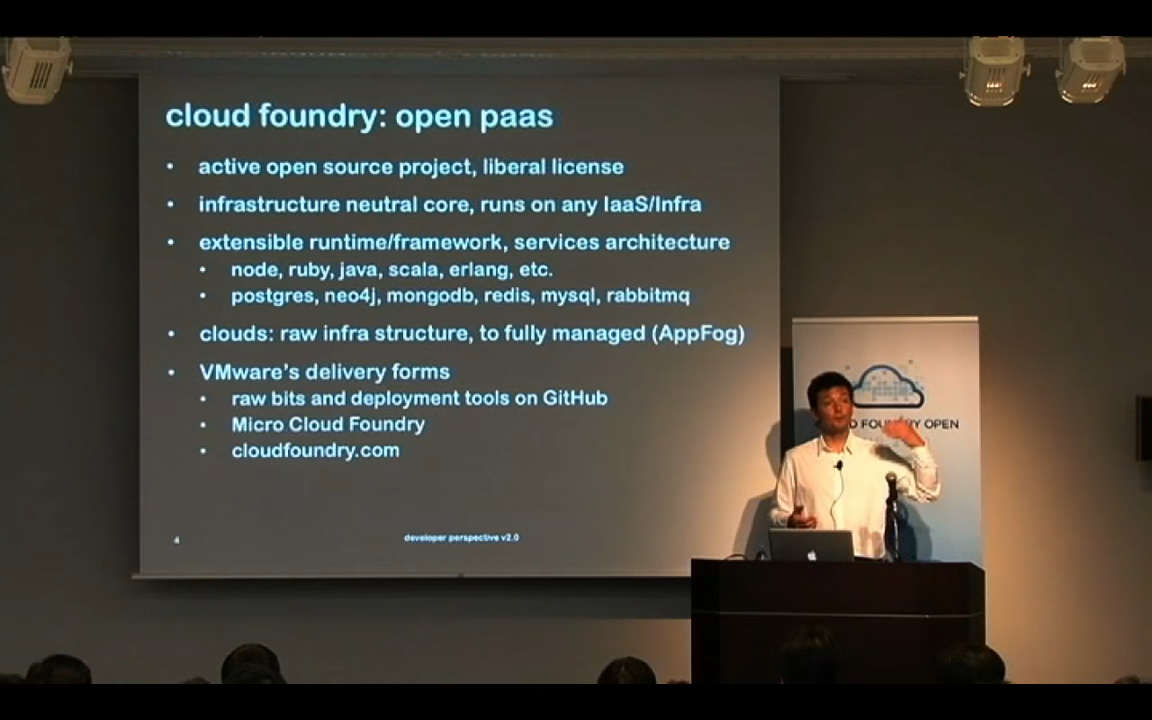 cloud foundry: open paas
• active open source project, liberal license
• infrastructure neutral core, runs on any IaaS/Infra
• extensible runtime/framework, services architecture
• node, ruby, java, scala, erlang, etc.
• postgres, neo4j, mongodb, redis, mysql, rabbitmq
• clouds: raw infra structure, to fully managed (AppFog)
• VMware's delivery forms
• raw bits and deployment tools on GitHub
• Micro Cloud Foundry
• cloudfoundry.com
4
developer perspective v2.0
OPEN